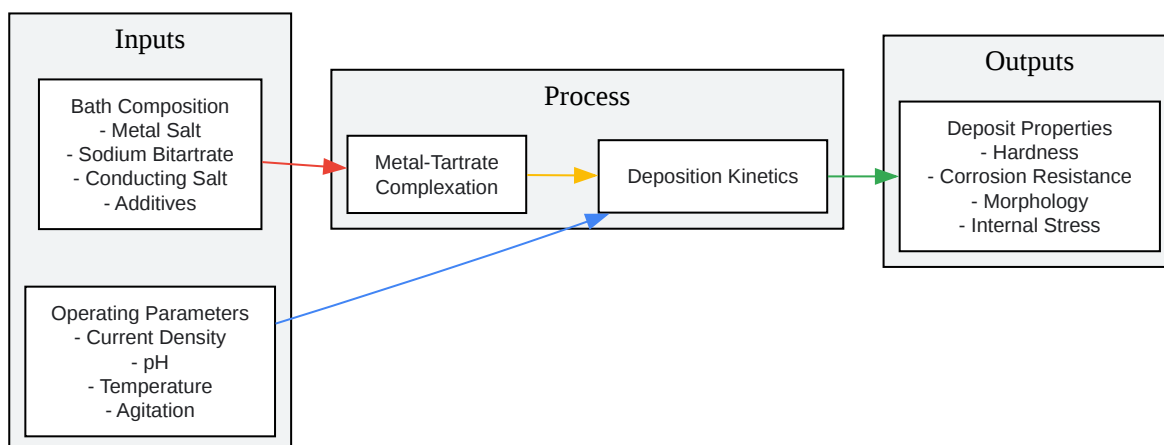 Inputs
Bath Composition
- Metal Salt
- Sodium Bitartrate
- Conducting Salt
- Additives
Operating Parameters
- Current Density
- pH
- Temperature
- Agitation
Process
Metal-Tartrate
Complexation
Deposition Kinetics
Outputs
Deposit Properties
- Hardness
- Corrosion Resistance
- Morphology
- Internal Stress